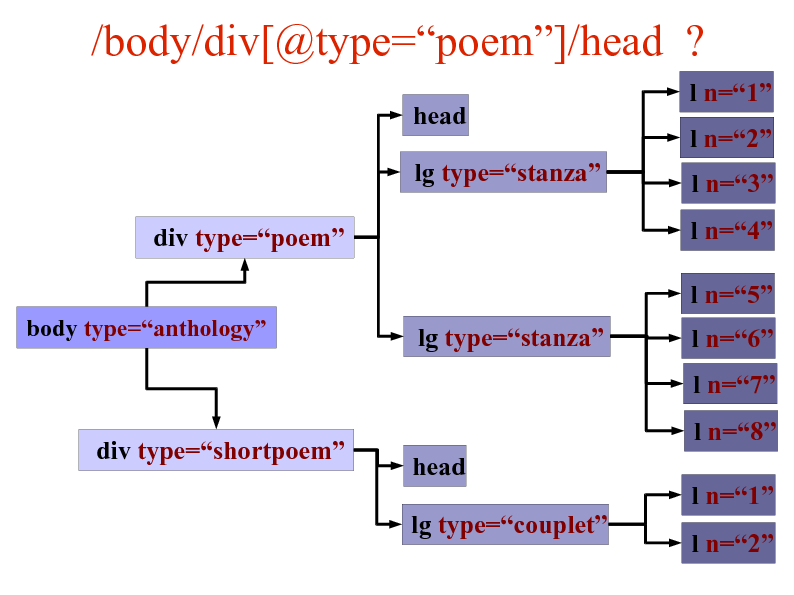 /body/div[@type=“poem”]/head ?
l n=“1”
head
l n=“2”
lg type=“stanza”
l n=“3”
l n=“4”
div type=“poem”
l n=“5”
body type=“anthology”
lg type=“stanza”
l n=“6”
l n=“7”
l n=“8”
div type=“shortpoem”
head
l n=“1”
lg type=“couplet”
l n=“2”